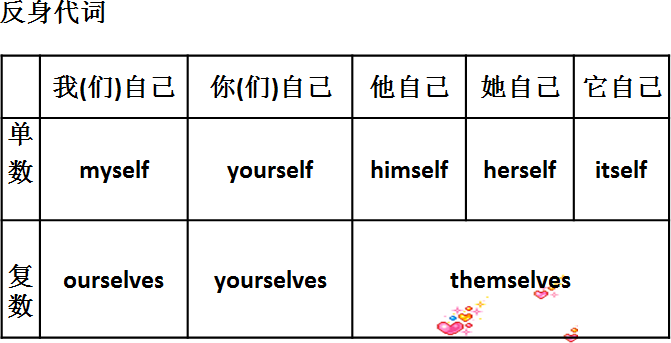 反身代词
我(们)自己 你(们)自己 他自己 她自己 它自己
单数 myself yourself himself herself itself
复数 ourselves yourselves themselves